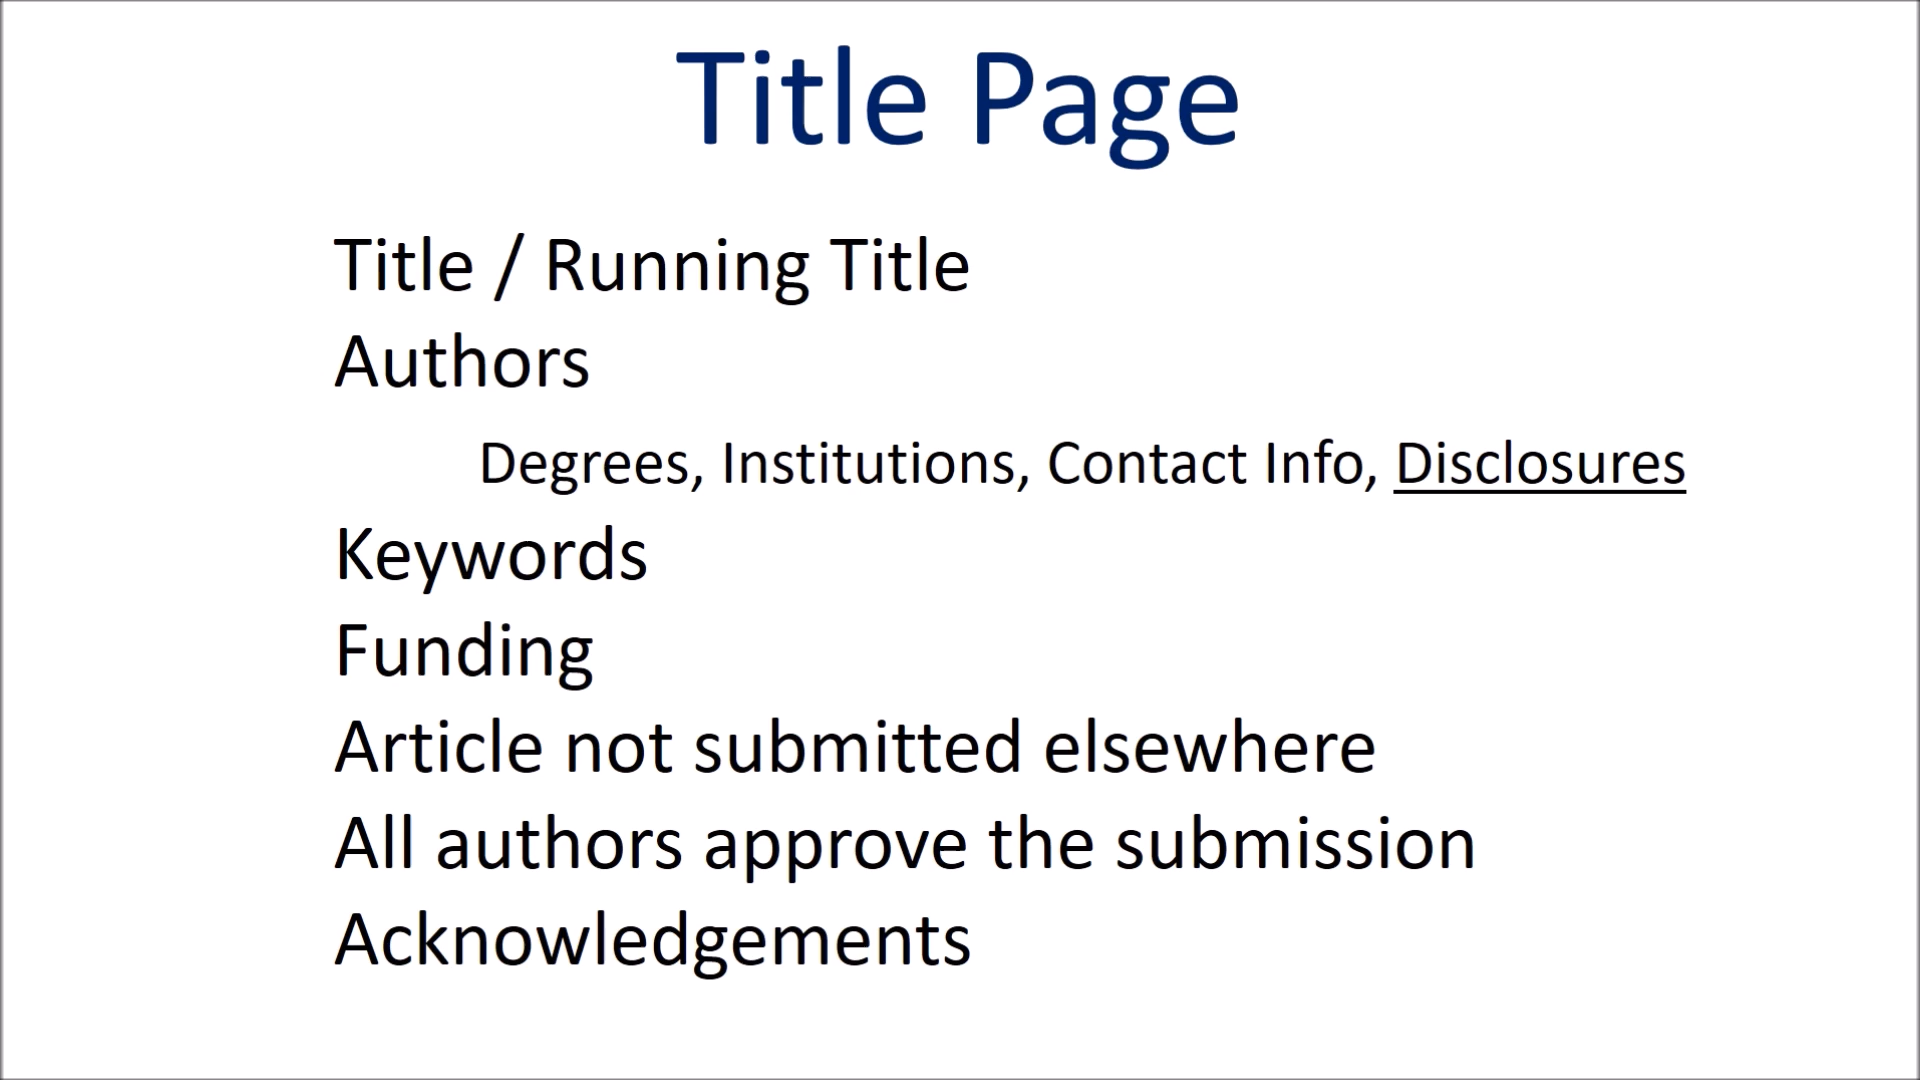 Title Page
Title / Running Title
Authors
Degrees, Institutions, Contact Info, Disclosures
Keywords
Funding
Article not submitted elsewhere
All authors approve the submission
Acknowledgements